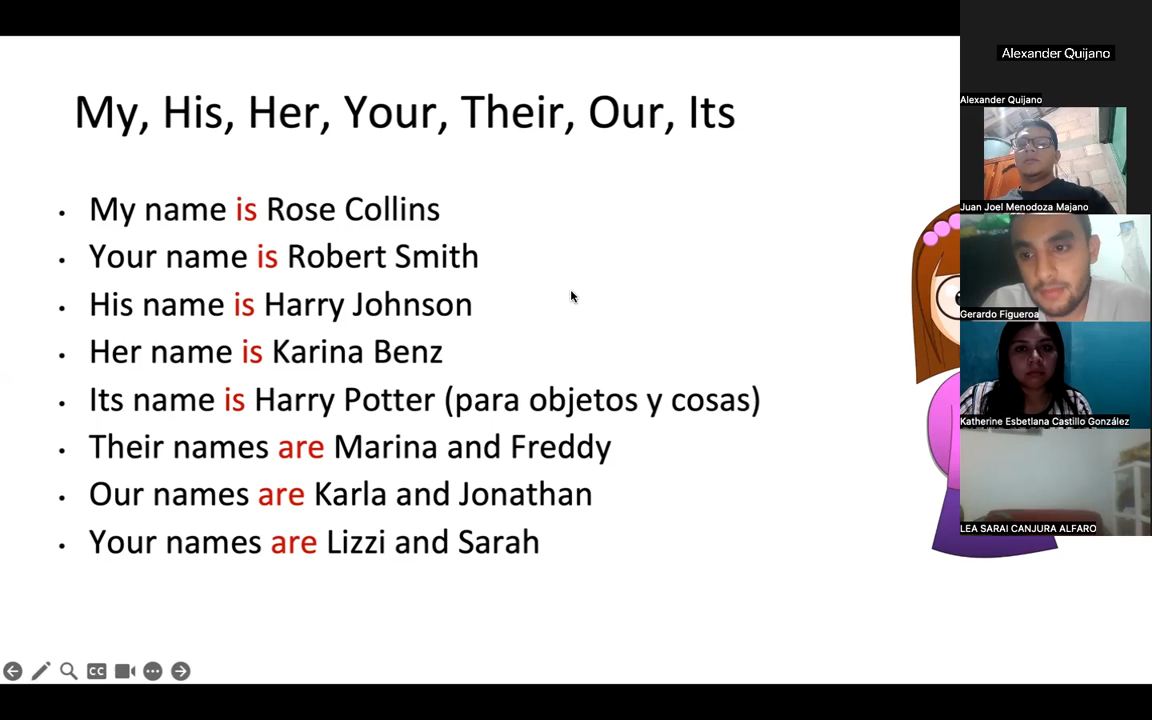 My, His, Her, Your, Their, Our, Its
• My name is Rose Collins
• Your name is Robert Smith
• His name is Harry Johnson
• Her name is Karina Benz
• Its name is Harry Potter (para objetos y cosas)
• Their names are Marina and Freddy
• Our names are Karla and Jonathan
• Your names are Lizzi and Sarah
CC
Alexander Quijano
Alexander Quijano
Juan Joel Menodoza Majano
Gerardo Figueroa
Katherine Esbetlana Castillo González
LEA SARAI CANJURA ALFARO